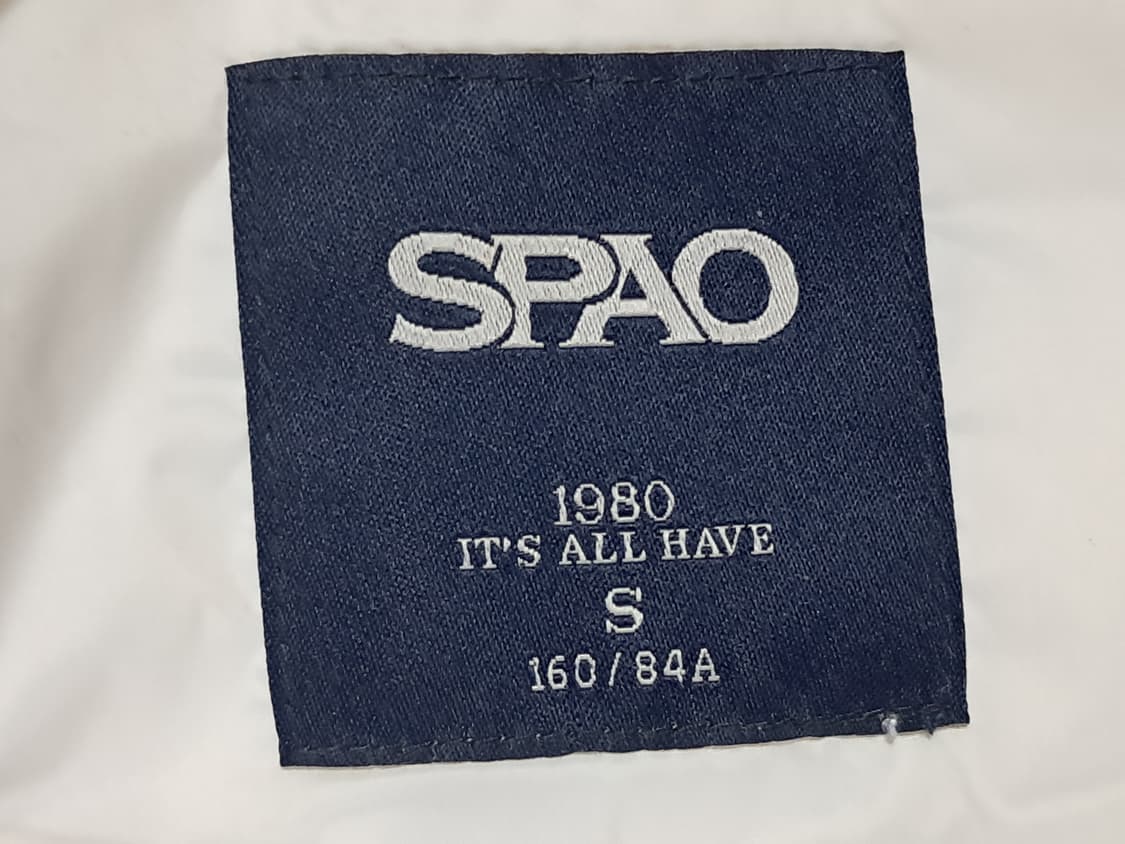 SPAO
1980
IT'S ALL HAVE
S
160/84A